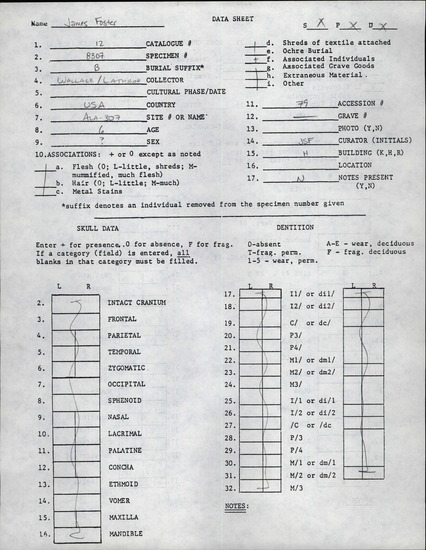 Name James Foster
DATA SHEET
S X P X U X
1. 12 CATALOGUE #
2. 8307 SPECIMEN #
3. B BURIAL SUFFIX*
4. Wallace/ COLLECTOR
5. CULTURAL PHASE/DATE
6. USA COUNTRY
7. ALA-307 SITE # OR NAME
8. 6 AGE
9. ? SEX
10. ASSOCIATIONS: + or 0 except as noted
a. Flesh (0; L-little, shreds; M-mummified, much flesh)
b. Hair (0; L-little; M-much)
c. Metal Stains
d. Shreds of textile attached
e. Ochre Burial
+ f. Associated Individuals
g. Associated Grave Goods
h. Extraneous Material
i. Other
11. 79 ACCESSION #
12. GRAVE #
13. PHOTO (Y,N)
14. JSF CURATOR (INITIALS)
15. H BUILDING (K,H,R)
16. LOCATION
17. N NOTES PRESENT (Y,N)
*suffix denotes an individual removed from the specimen number given
SKULL DATA
Enter + for presence, 0 for absence, F for frag.
If a category (field) is entered, all
blanks in that category must be filled.
L R
2. INTACT CRANIUM
3. FRONTAL
4. PARIETAL
5. TEMPORAL
6. ZYGOMATIC
7. OCCIPITAL
8. SPHENOID
9. NASAL
10. LACRIMAL
11. PALATINE
12. CONCHA
13. ETHMOID
14. VOMER
15. MAXILLA
16. MANDIBLE
DENTITION
0-absent A-E - wear, deciduous
T-frag. perm. F - frag. deciduous
1-5 - wear, perm.
L R L R
17. I1/ or di1/
18. I2/ or di2/
19. C/ or dc/
20. P3/
21. P4/
22. M1/ or dm1/
23. M2/ or dm2/
24. M3/
25. I/1 or di/1
26. I/2 or di/2
27. /C or /dc
28. P/3
29. P/4
30. M/1 or dm/1
31. M/2 or dm/2
32. M/3
NOTES: